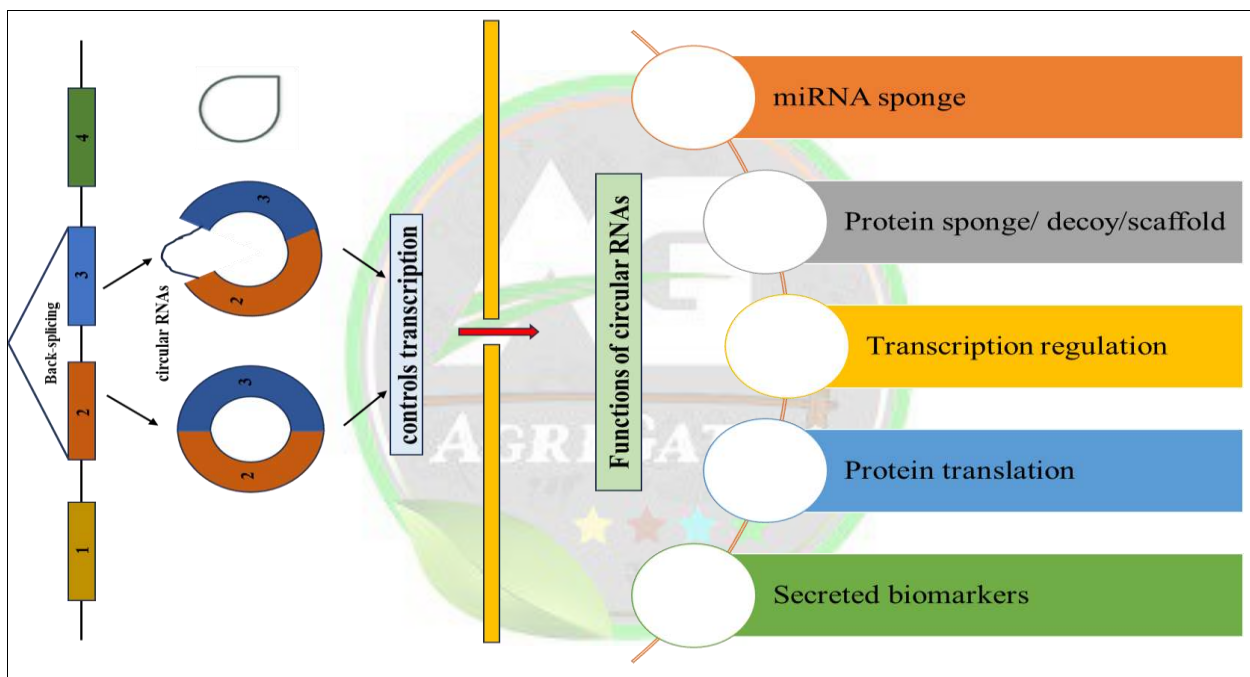 4
3
2
1
Back-splicing
circular RNAs
3
2
3
2
controls transcription
Functions of circular RNAs
miRNA sponge
Protein sponge/ decoy/scaffold
Transcription regulation
Protein translation
Secreted biomarkers